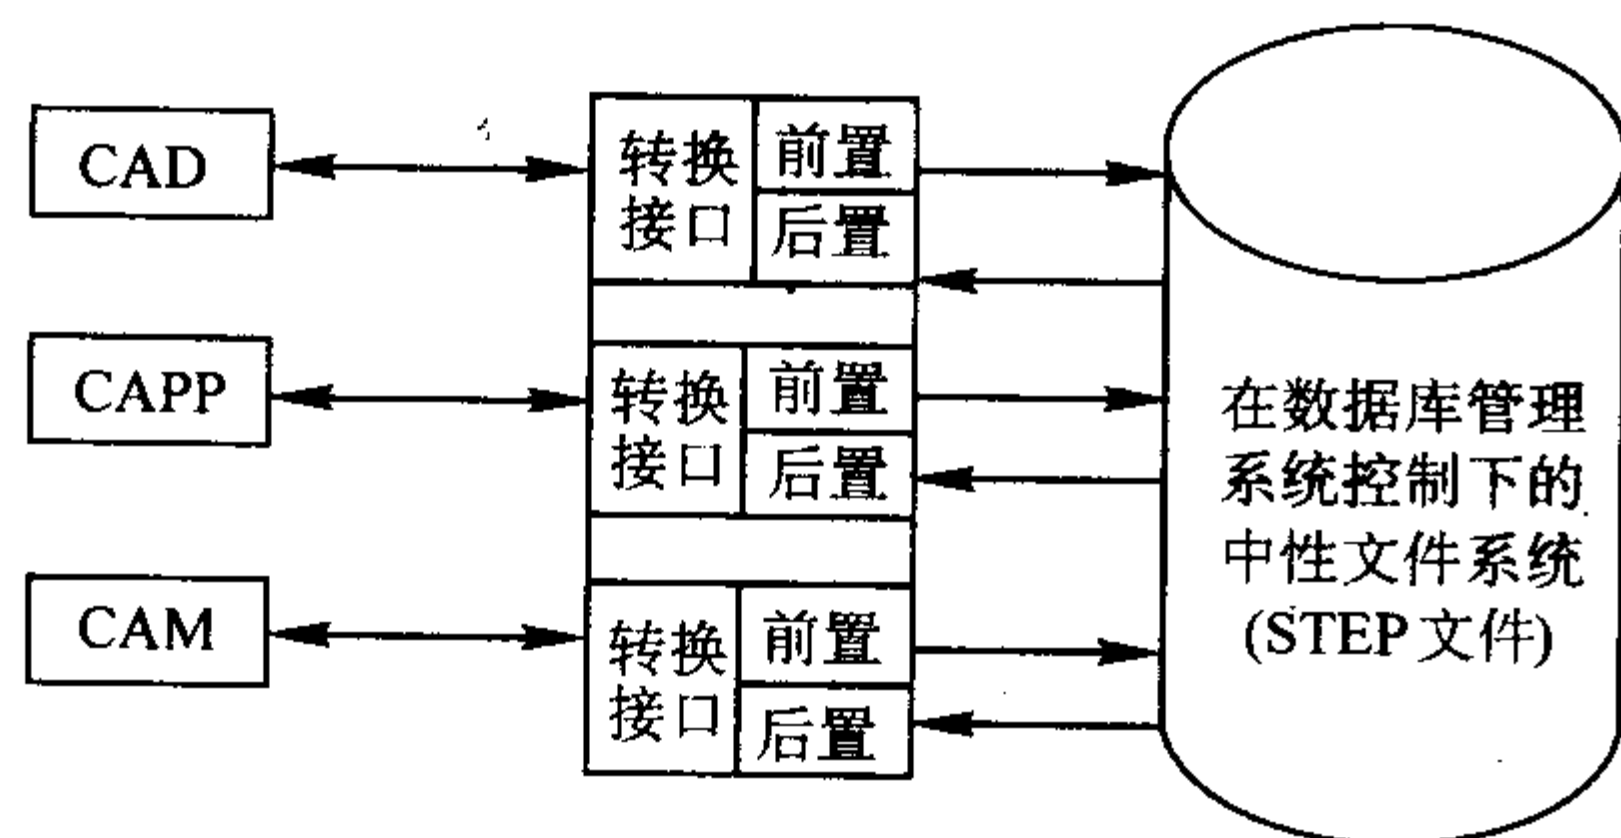 CAD
转换
接口
前置
后置
CAPP
转换
接口
前置
后置
CAM
转换
接口
前置
后置
在数据库管理
系统控制下的
中性文件系统
(STEP文件)